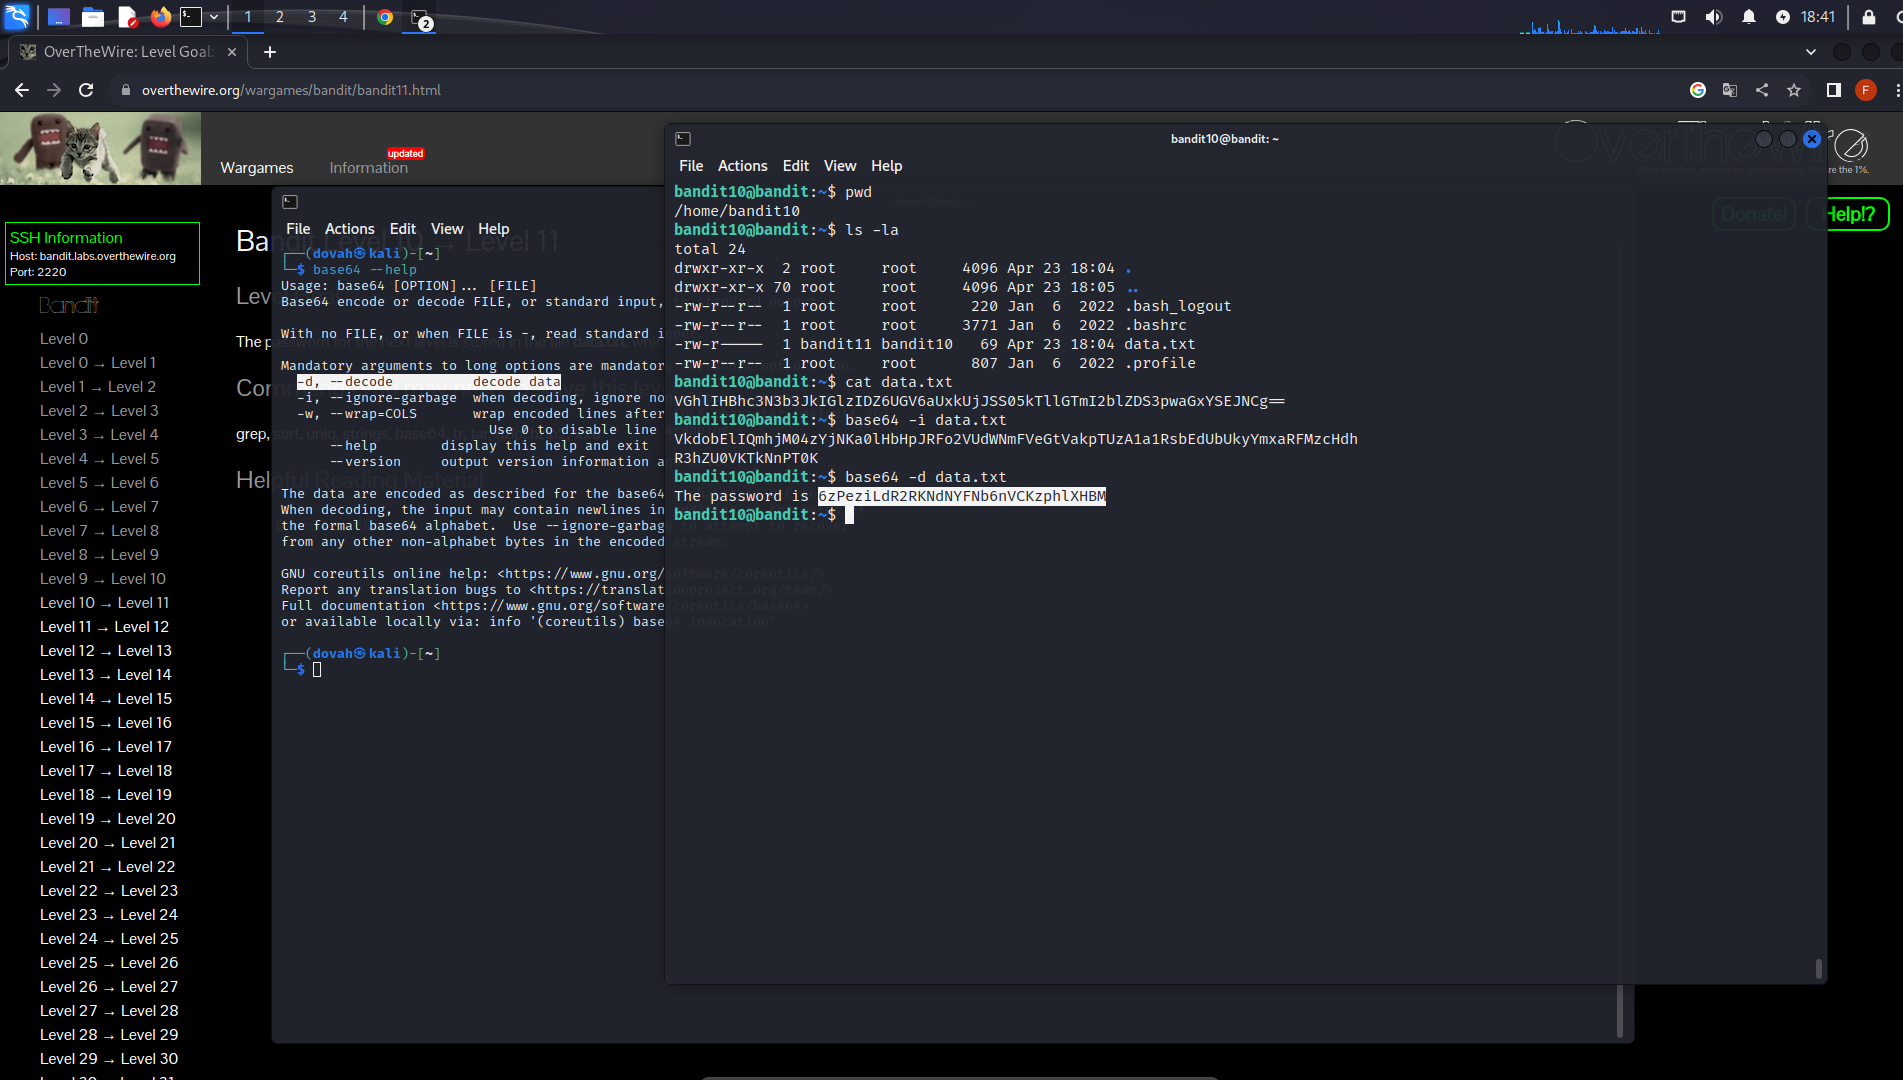 1 2 3 4
2
18:41
OverTheWire: Level Goal:
overthewire.org/wargames/bandit/bandit11.html
F
updated
Wargames Information
Donate!
Help!?
SSH Information
Host: bandit.labs.overthewire.org
Port: 2220
Bandit
Level 0
Level 0 → Level 1
Level 1 → Level 2
Level 2 → Level 3
Level 3 → Level 4
Level 4 → Level 5
Level 5 → Level 6
Level 6 → Level 7
Level 7 → Level 8
Level 8 → Level 9
Level 9 → Level 10
Level 10 → Level 11
Level 11 → Level 12
Level 12 → Level 13
Level 13 → Level 14
Level 14 → Level 15
Level 15 → Level 16
Level 16 → Level 17
Level 17 → Level 18
Level 18 → Level 19
Level 19 → Level 20
Level 20 → Level 21
Level 21 → Level 22
Level 22 → Level 23
Level 23 → Level 24
Level 24 → Level 25
Level 25 → Level 26
Level 26 → Level 27
Level 27 → Level 28
Level 28 → Level 29
Level 29 → Level 30
Bandit Level 10 → Level 11
File Actions Edit View Help
(dovah㉿kali)-[~]
$ base64 --help
Usage: base64 [OPTION]... [FILE]
Base64 encode or decode FILE, or standard input,
With no FILE, or when FILE is -, read standard
Mandatory arguments to long options are mandator
-d, --decode decode data
-i, --ignore-garbage when decoding, ignore no
-w, --wrap=COLS wrap encoded lines after
Use 0 to disable line
--help display this help and exit
--version output version information a
The data are encoded as described for the base64
When decoding, the input may contain newlines in
the formal base64 alphabet. Use --ignore-garbag
from any other non-alphabet bytes in the encoded stream.
GNU coreutils online help: <https://www.gnu.org/software/coreutils/>
Report any translation bugs to <https://translationproject.org/team/>
Full documentation <https://www.gnu.org/software/coreutils/base64>
or available locally via: info '(coreutils) base64 invocation'
(dovah㉿kali)-[~]
$
bandit10@bandit: ~
File Actions Edit View Help
bandit10@bandit:~$ pwd
/home/bandit10
bandit10@bandit:~$ ls -la
total 24
drwxr-xr-x 2 root root 4096 Apr 23 18:04 .
drwxr-xr-x 70 root root 4096 Apr 23 18:05 ..
-rw-r--r-- 1 root root 220 Jan 6 2022 .bash_logout
-rw-r--r-- 1 root root 3771 Jan 6 2022 .bashrc
-rw-r----- 1 bandit11 bandit10 69 Apr 23 18:04 data.txt
-rw-r--r-- 1 root root 807 Jan 6 2022 .profile
bandit10@bandit:~$ cat data.txt
VGhlIHBhc3N3b3JkIGlzIDZ6UGV6aUxkUjJSS05kTllGTmI2blZDS3pwaGxYSEJNCg==
bandit10@bandit:~$ base64 -i data.txt
VkdobElIQmhjM04zYjNKa0lHbHpJRFo2VUdWNmFVeGtVakpTUzA1a1RsbEdUbUkyYmxaRFMzcHdh
R3hZU0VKTkNnPT0K
bandit10@bandit:~$ base64 -d data.txt
The password is 6zPeziLdR2RKNdNYFNb6nVCKzphlXHBM
bandit10@bandit:~$